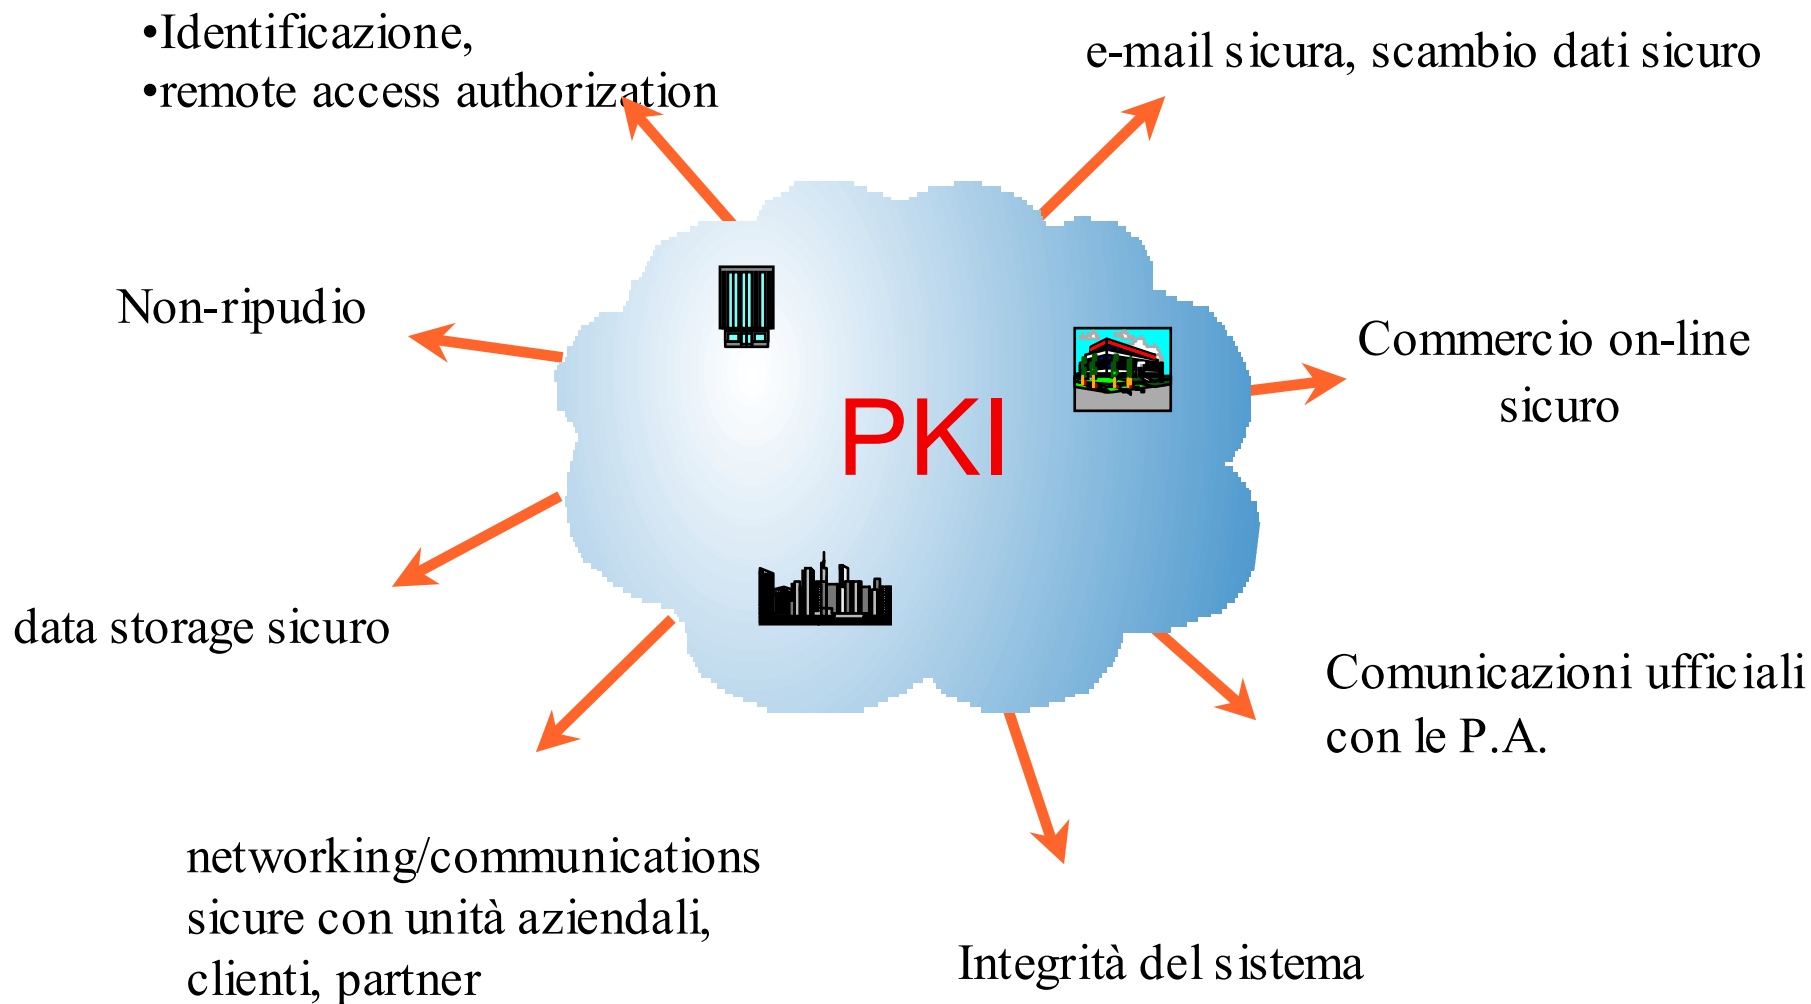 •Identificazione,
•remote access authorization
e-mail sicura, scambio dati sicuro
Non-ripudio
Commercio on-line
sicuro
PKI
data storage sicuro
Comunicazioni ufficiali
con le P.A.
networking/communications
sicure con unità aziendali,
clienti, partner
Integrità del sistema